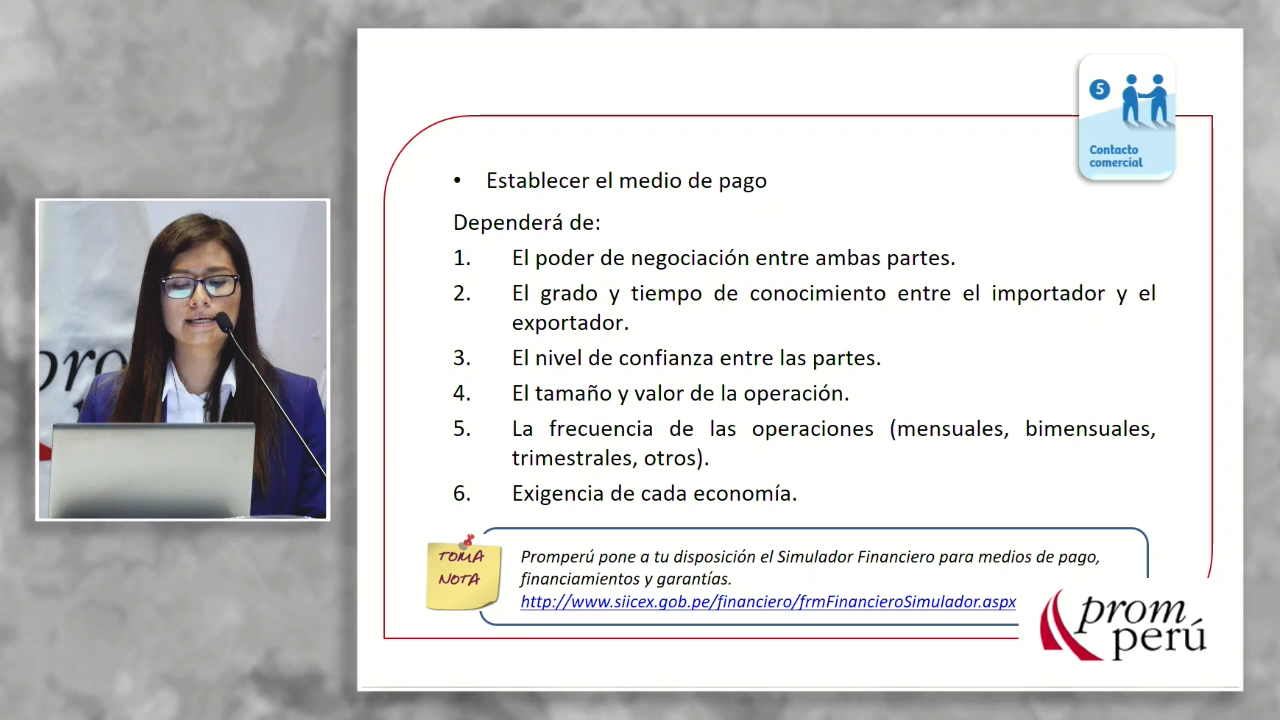 5
Contacto
comercial
• Establecer el medio de pago
Dependerá de:
1. El poder de negociación entre ambas partes.
2. El grado y tiempo de conocimiento entre el importador y el
exportador.
3. El nivel de confianza entre las partes.
4. El tamaño y valor de la operación.
5. La frecuencia de las operaciones (mensuales, bimensuales,
trimestrales, otros).
6. Exigencia de cada economía.
TOMA
NOTA
Promperú pone a tu disposición el Simulador Financiero para medios de pago,
financiamientos y garantías.
http://www.siicex.gob.pe/financiero/frmFinancieroSimulador.aspx
prom
perú
pro